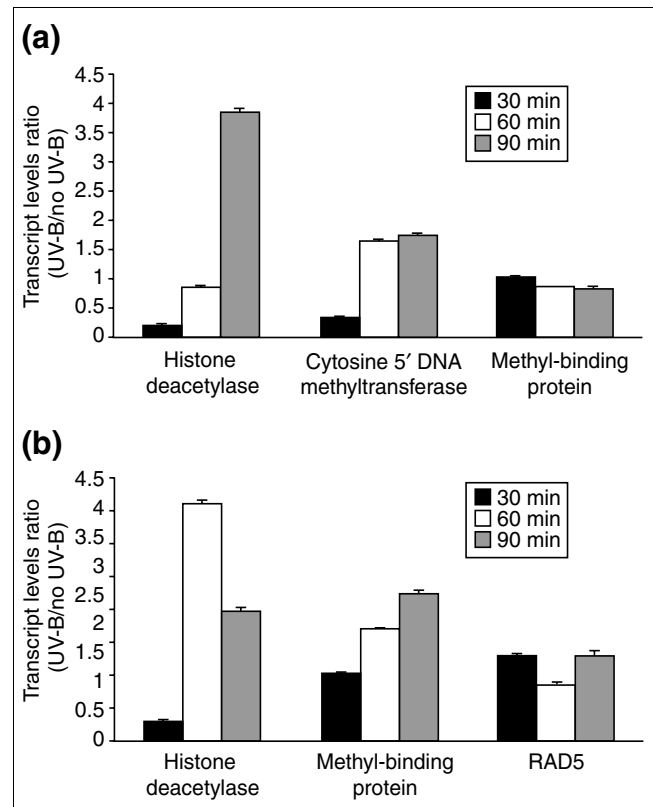 (a)
Transcript levels ratio
(UV-B/no UV-B)
4.5
4
3.5
3
2.5
2
1.5
1
0.5
0
30 min
60 min
90 min
Histone
deacetylase
Cytosine 5′ DNA
methyltransferase
Methyl-binding
protein
(b)
Transcript levels ratio
(UV-B/no UV-B)
4.5
4
3.5
2.5
2
1.5
1
0.5
0
30 min
60 min
90 min
Histone
deacetylase
Methyl-binding
protein
RAD5